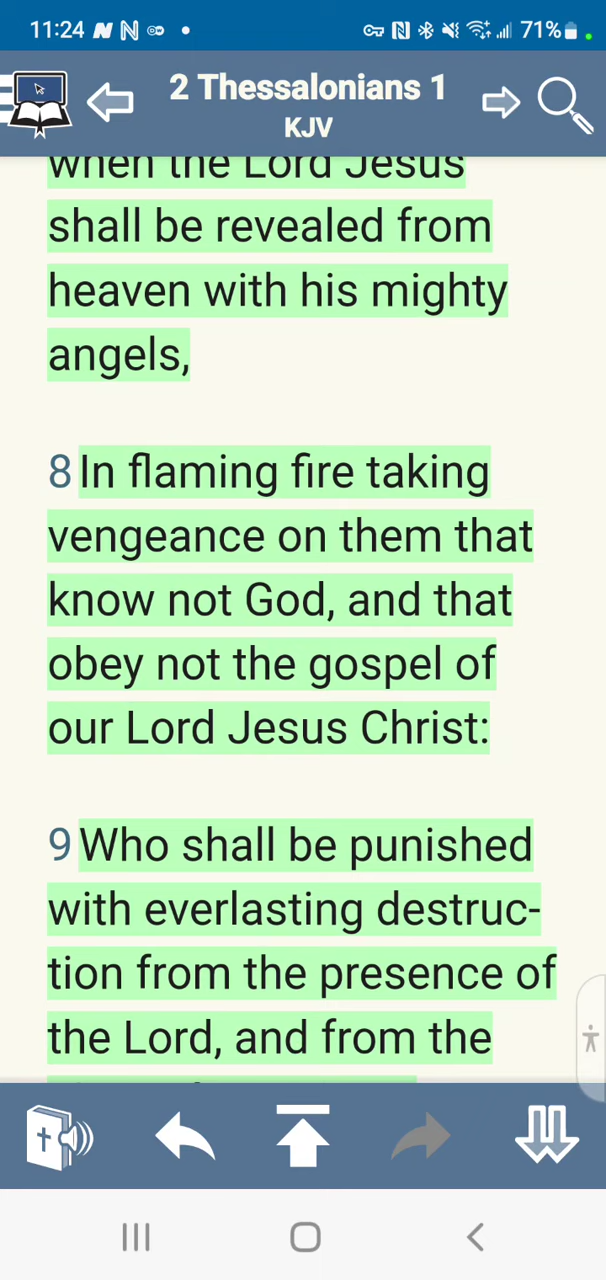 11:24
71%
2 Thessalonians 1
KJV
when the Lord Jesus
shall be revealed from
heaven with his mighty
angels,
8 In flaming fire taking
vengeance on them that
know not God, and that
obey not the gospel of
our Lord Jesus Christ:
9 Who shall be punished
with everlasting destruc-
tion from the presence of
the Lord, and from the